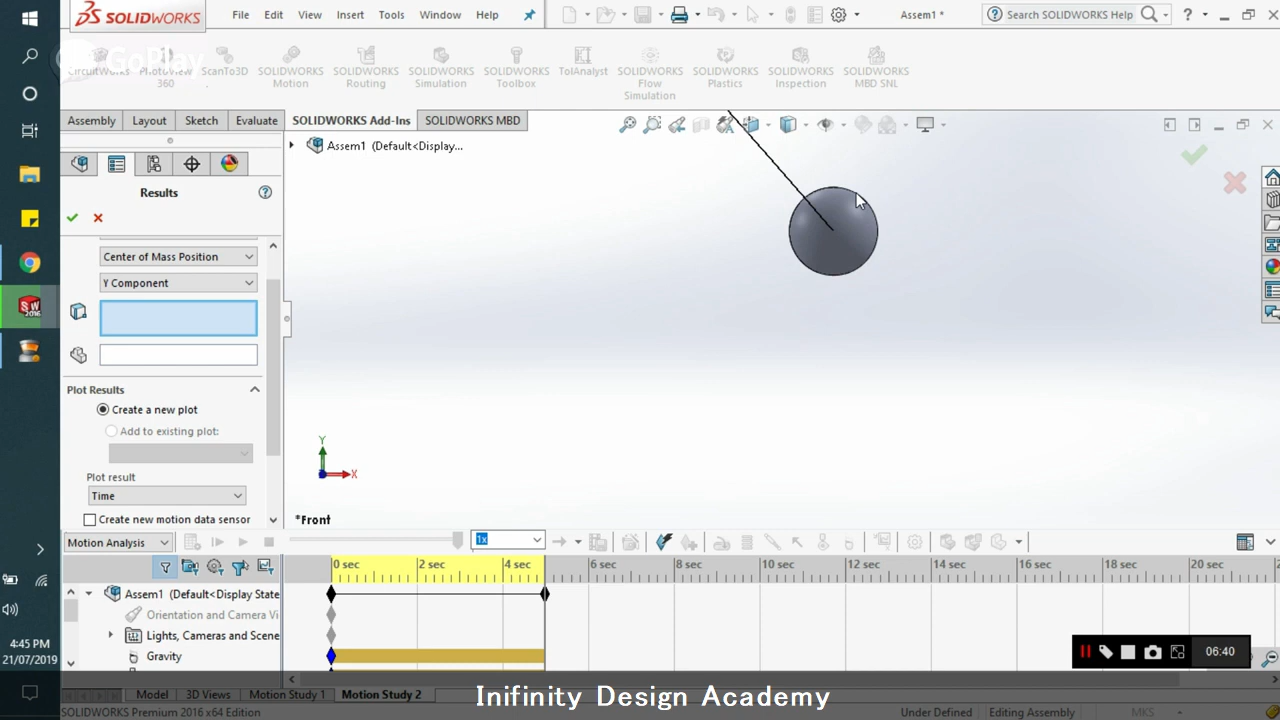 SOLIDWORKS File Edit View Insert Tools Window Help Assem1 * Search SOLIDWORKS Help ?
GoPlay
CircuitWorks PhotoView 360 ScanTo3D SOLIDWORKS Motion SOLIDWORKS Routing SOLIDWORKS Simulation SOLIDWORKS Toolbox TolAnalyst SOLIDWORKS Flow Simulation SOLIDWORKS Plastics SOLIDWORKS Inspection SOLIDWORKS MBD SNL
Assembly Layout Sketch Evaluate SOLIDWORKS Add-Ins SOLIDWORKS MBD
Assem1 (Default<Display...
Results
Center of Mass Position
Y Component
Plot Results
Create a new plot
Add to existing plot:
Plot result
Time
Create new motion data sensor
Y
X
*Front
Motion Analysis 1x
0 sec 2 sec 4 sec 6 sec 8 sec 10 sec 12 sec 14 sec 16 sec 18 sec 20 sec
Assem1 (Default<Display State
Orientation and Camera Vi
Lights, Cameras and Scene
Gravity
SW
2016
4:45 PM
21/07/2019
06:40
Model 3D Views Motion Study 1 Motion Study 2
Inifinity Design Academy
SOLIDWORKS Premium 2016 x64 Edition Under Defined Editing Assembly MKS